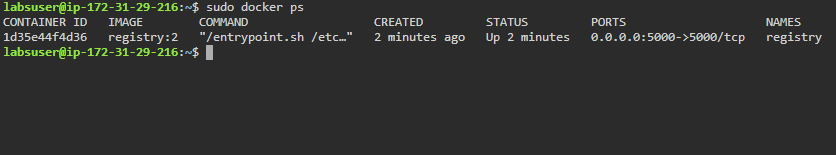 labsuser@ip-172-31-29-216:~$ sudo docker ps
CONTAINER ID   IMAGE        COMMAND                  CREATED         STATUS         PORTS                    NAMES
1d35e44f4d36   registry:2   "/entrypoint.sh /etc…"   2 minutes ago   Up 2 minutes   0.0.0.0:5000->5000/tcp   registry
labsuser@ip-172-31-29-216:~$